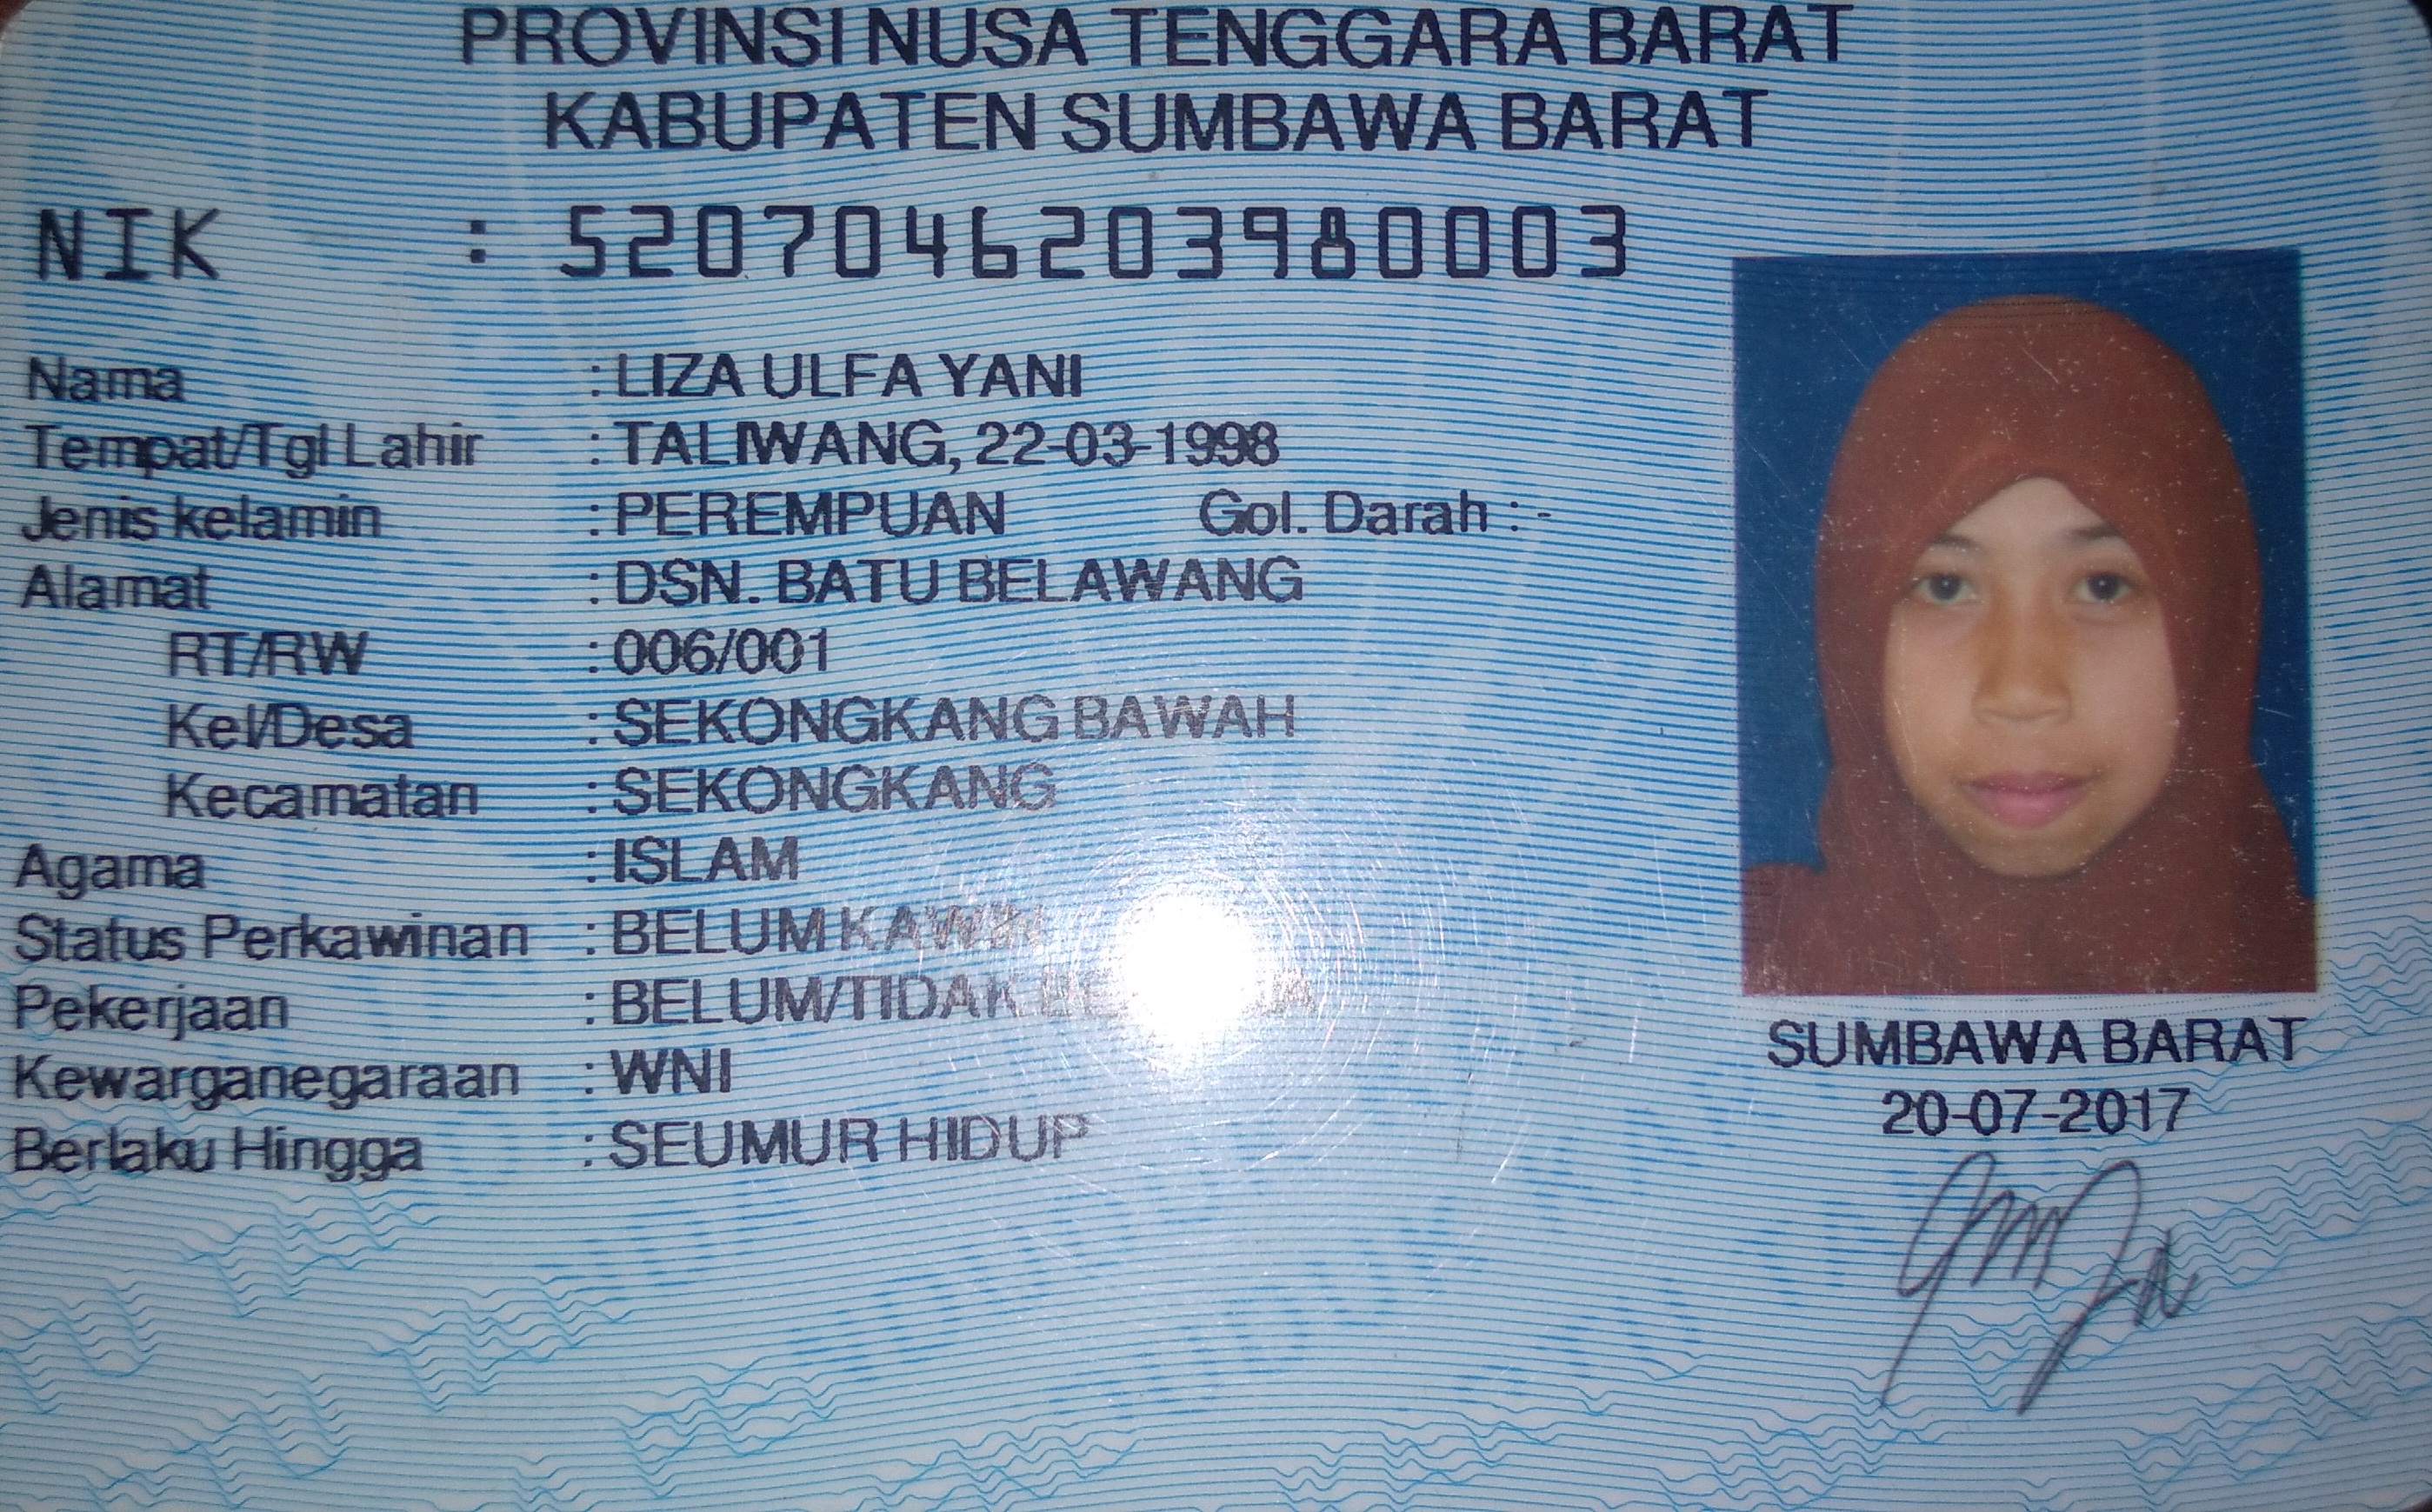 PROVINSI NUSA TENGGARA BARAT
KABUPATEN SUMBAWA BARAT
NIK : 5207046203980003
Nama : LIZA ULFA YANI
Tempat/Tgl Lahir : TALIWANG, 22-03-1998
Jenis kelamin : PEREMPUAN Gol. Darah : -
Alamat : DSN. BATU BELAWANG
RT/RW : 006/001
Kel/Desa : SEKONGKANG BAWAH
Kecamatan : SEKONGKANG
Agama : ISLAM
Status Perkawinan : BELUM KAWIN
Pekerjaan : BELUM/TIDAK
Kewarganegaraan : WNI
Berlaku Hingga : SEUMUR HIDUP
SUMBAWA BARAT
20-07-2017